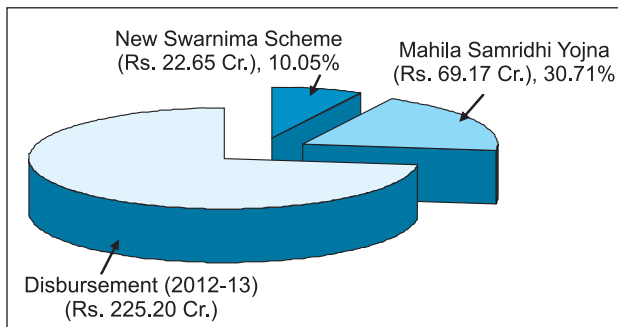 New Swarnima Scheme
(Rs. 22.65 Cr.), 10.05%
Mahila Samridhi Yojna
(Rs. 69.17 Cr.), 30.71%
Disbursement (2012-13)
(Rs. 225.20 Cr.)